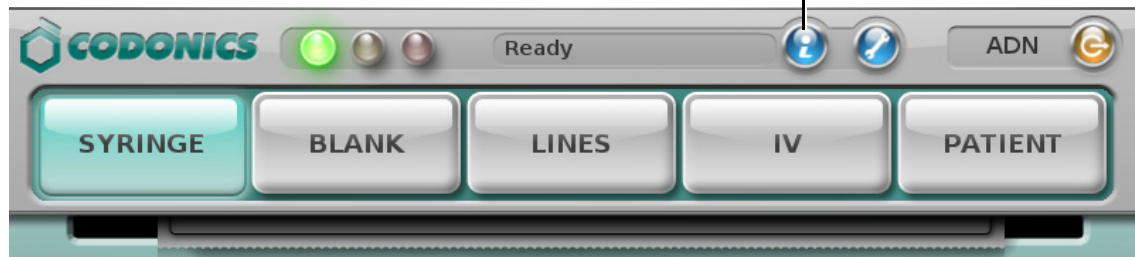 CODONICS
Ready
i
ADN
SYRINGE
BLANK
LINES
IV
PATIENT